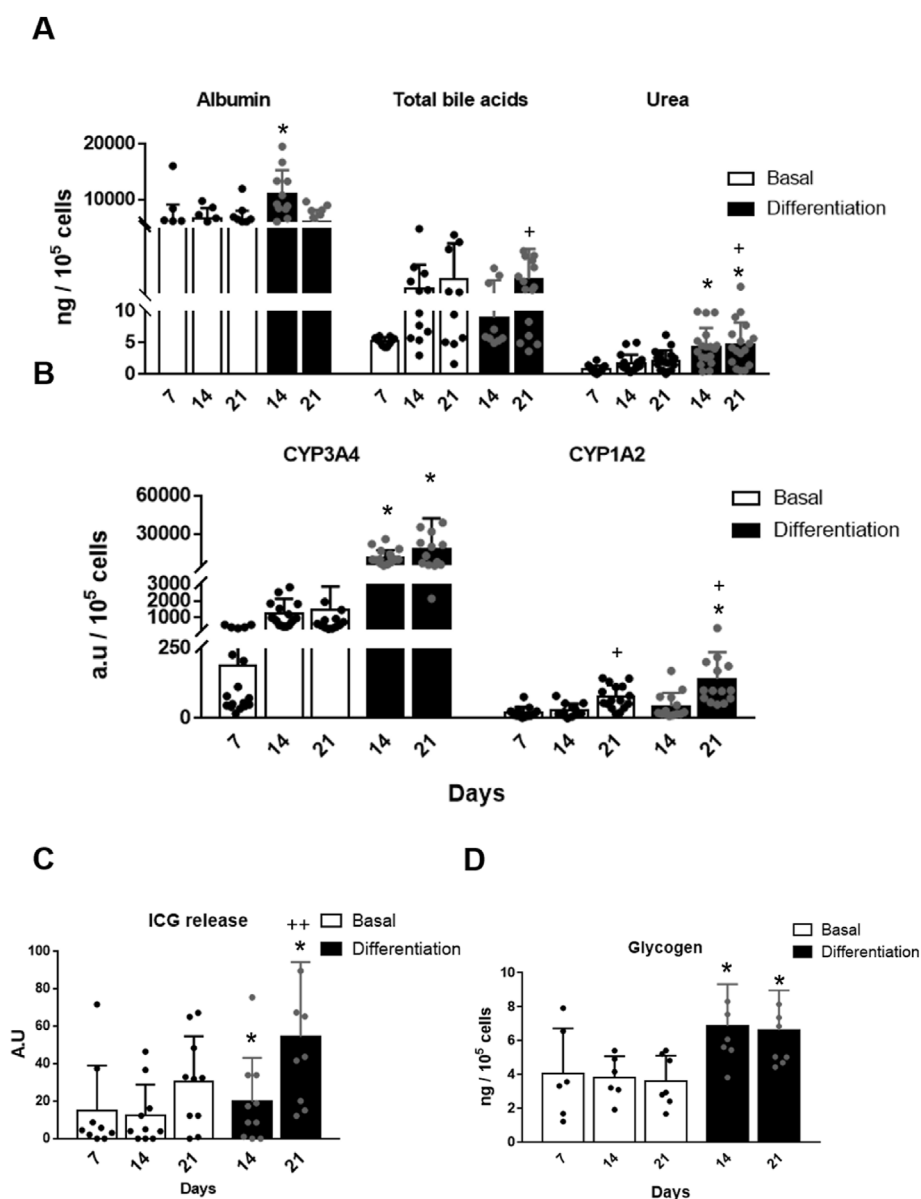 A
Albumin Total bile acids Urea
* + * + *
20000
10000
10
5
0
ng / 10⁵ cells
Basal
Differentiation
7 14 21 14 21 7 14 21 14 21 7 14 21 14 21
B
CYP3A4 CYP1A2
* * + + *
60000
30000
3000
2000
1000
250
0
a.u / 10⁵ cells
Basal
Differentiation
7 14 21 14 21 7 14 21 14 21
Days
C
ICG release
Basal
Differentiation
* ++ *
100
80
60
40
20
0
A.U
7 14 21 14 21
Days
D
Glycogen
Basal
Differentiation
* *
10
8
6
4
2
0
ng / 10⁵ cells
7 14 21 14 21
Days